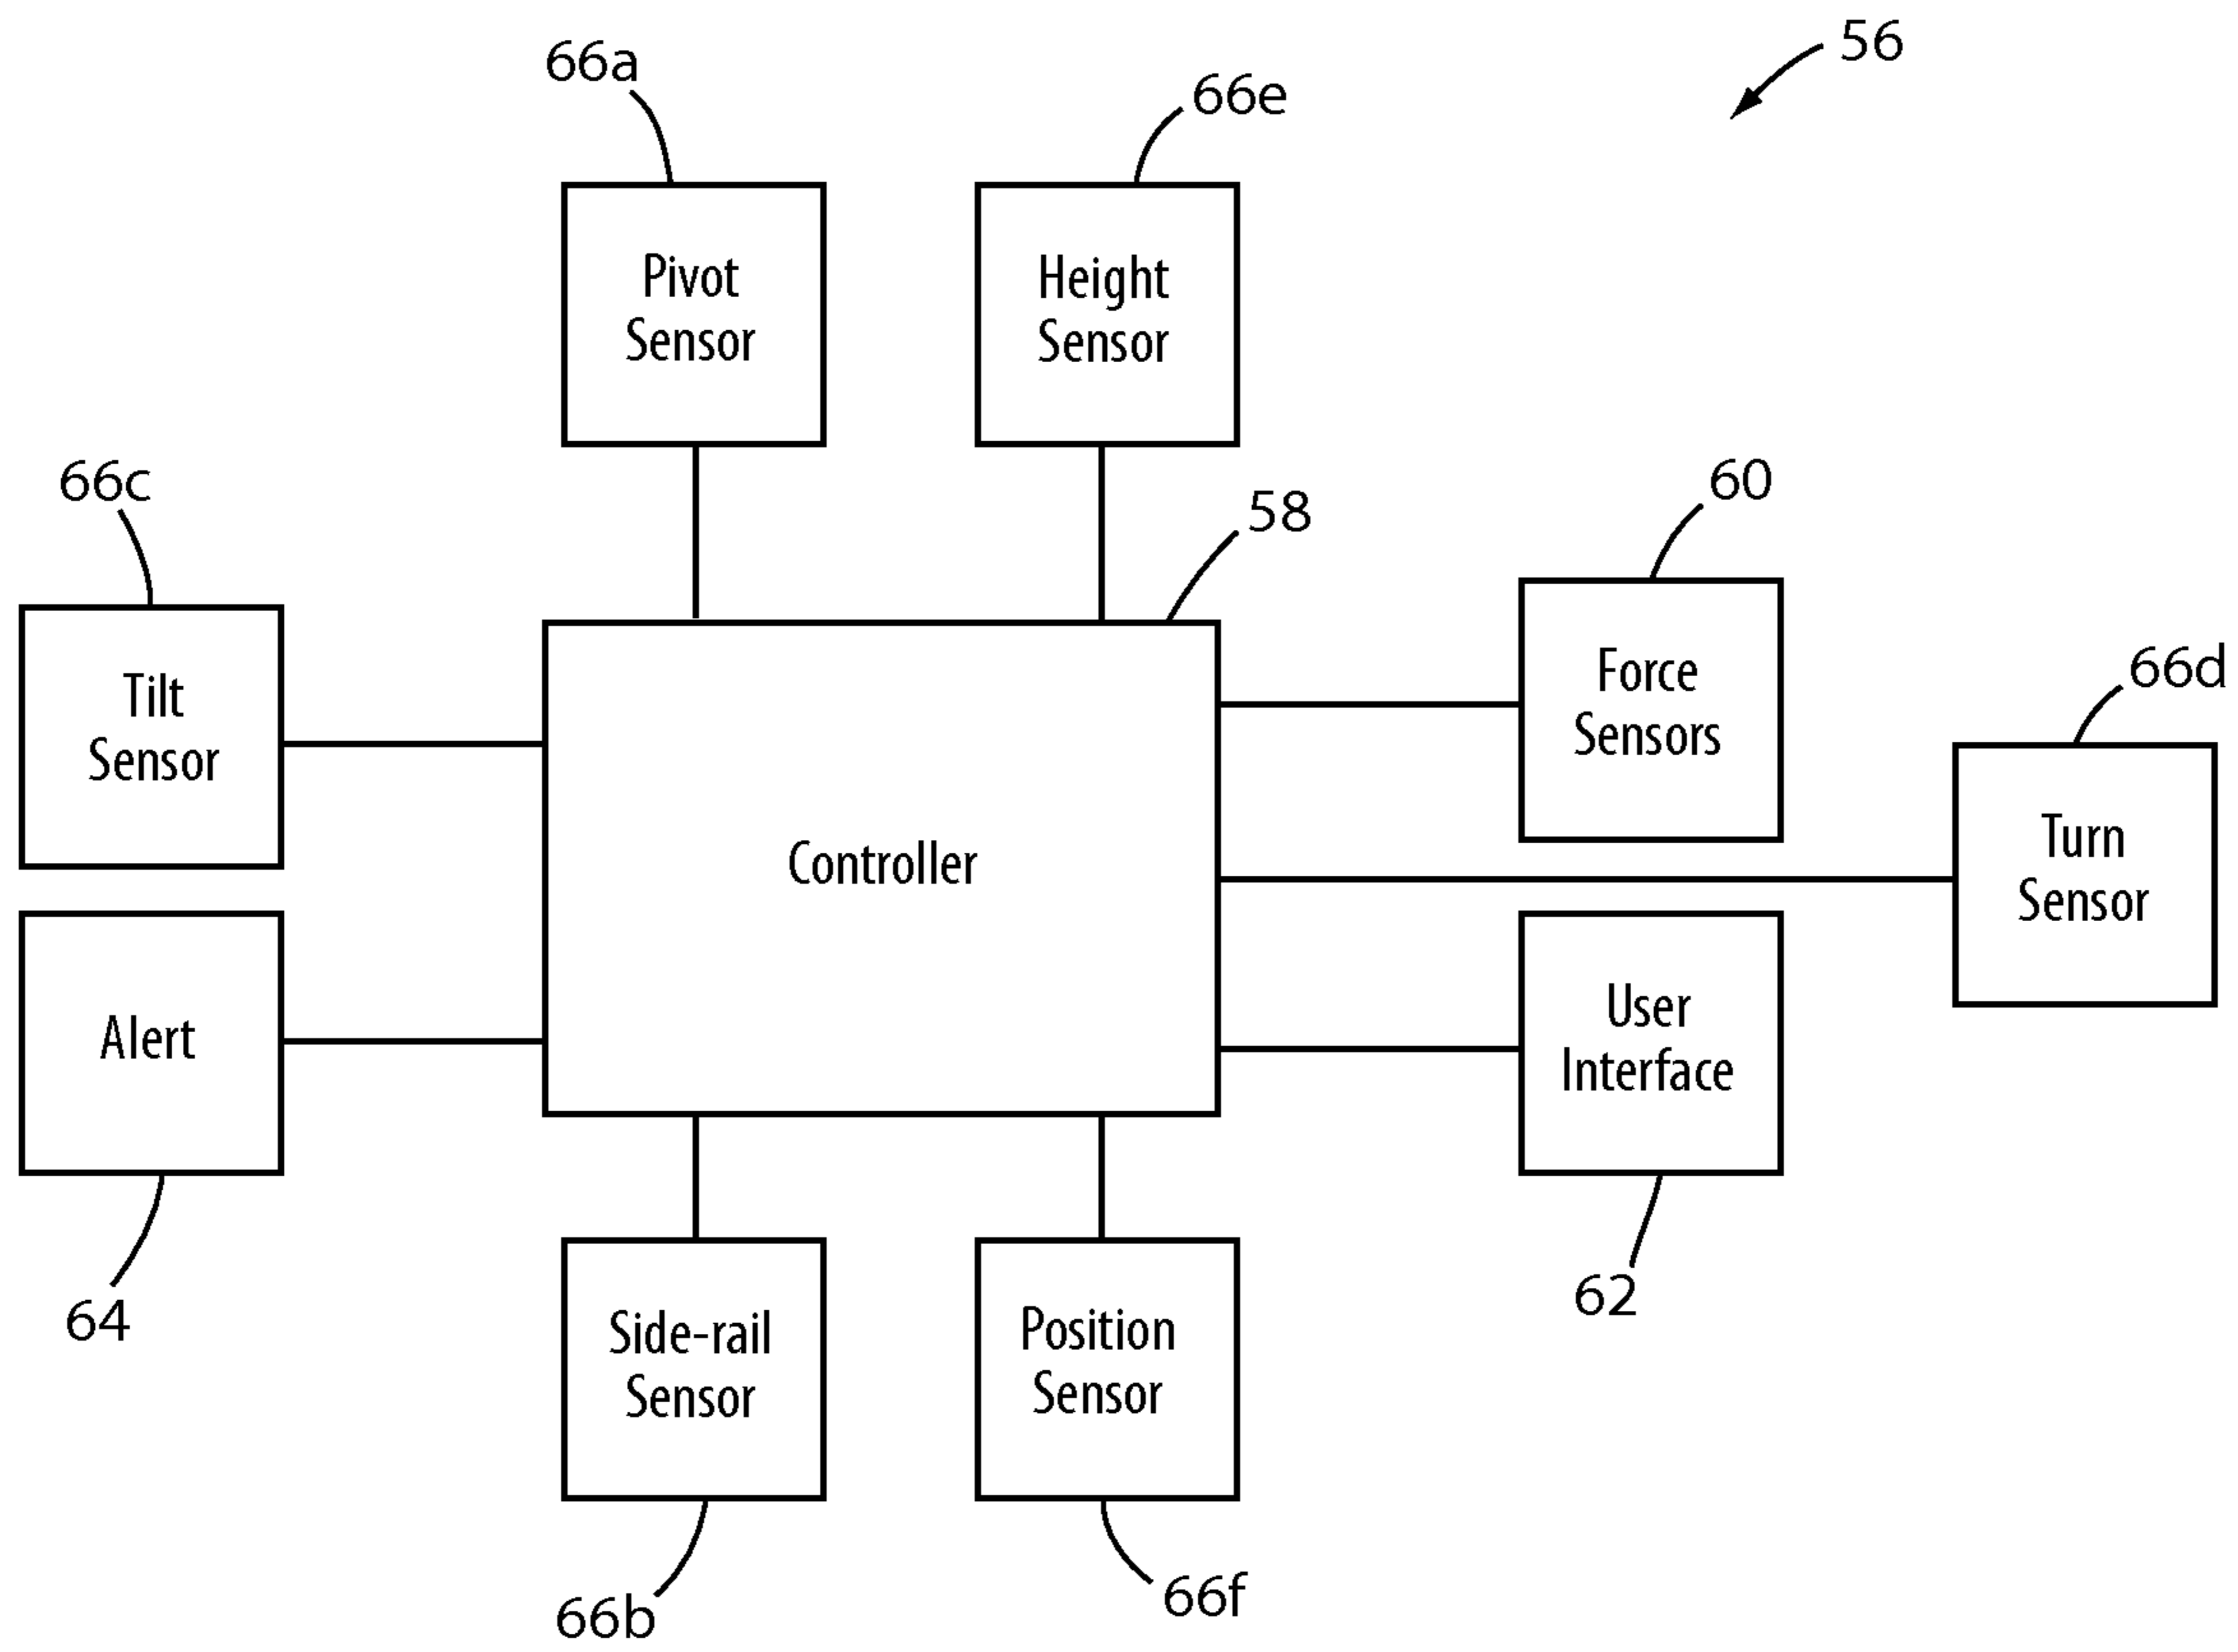 56
66a
66e
Pivot
Sensor
Height
Sensor
66c
58
60
Tilt
Sensor
Force
Sensors
66d
Controller
Turn
Sensor
Alert
User
Interface
64
62
Side-rail
Sensor
Position
Sensor
66b
66f